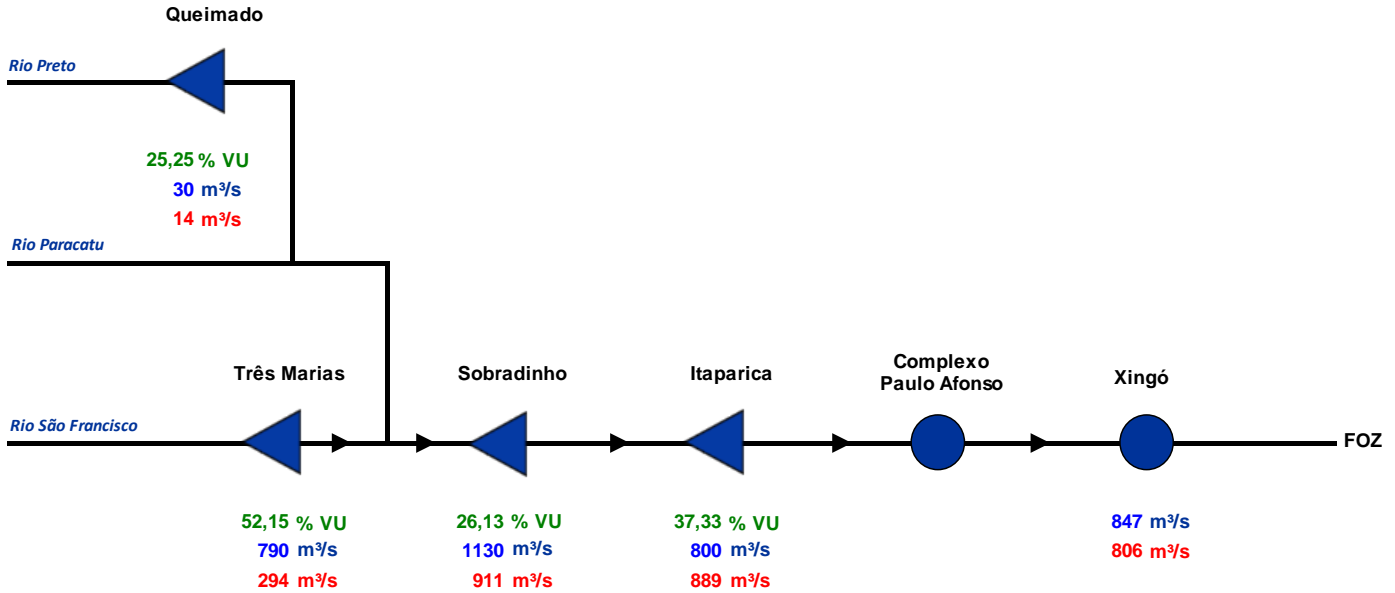 Queimado
Rio Preto
25,25 % VU
30 m³/s
14 m³/s
Rio Paracatu
Três Marias
Sobradinho
Itaparica
Complexo
Paulo Afonso
Xingó
Rio São Francisco
FOZ
52,15 % VU
790 m³/s
294 m³/s
26,13 % VU
1130 m³/s
911 m³/s
37,33 % VU
800 m³/s
889 m³/s
847 m³/s
806 m³/s